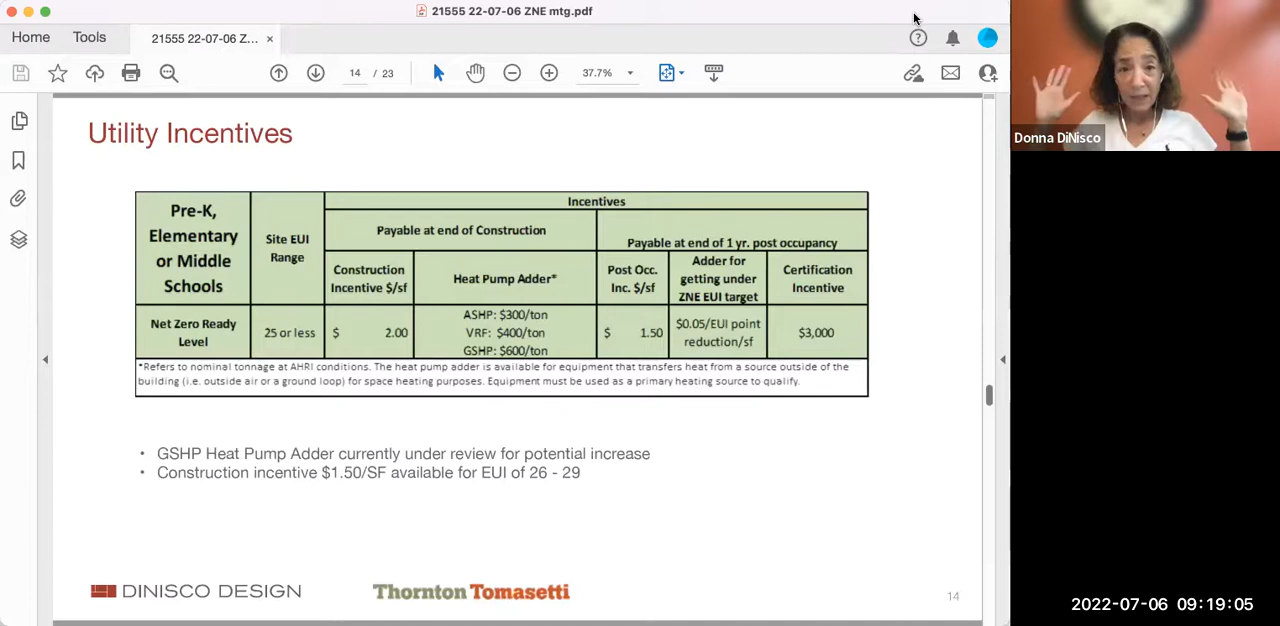 21555 22-07-06 ZNE mtg.pdf
Home
Tools
21555 22-07-06 Z...
×
?
14 / 23
37.7%
Utility Incentives
Pre-K,
Elementary
or Middle
Schools
Site EUI
Range
Incentives
Payable at end of Construction
Payable at end of 1 yr. post occupancy
Construction
Incentive $/sf
Heat Pump Adder*
Post Occ.
Inc. $/sf
Adder for
getting under
ZNE EUI target
Certification
Incentive
Net Zero Ready
Level
25 or less
$ 2.00
ASHP: $300/ton
VRF: $400/ton
GSHP: $600/ton
$ 1.50
$0.05/EUI point
reduction/sf
$3,000
*Refers to nominal tonnage at AHRI conditions. The heat pump adder is available for equipment that transfers heat from a source outside of the
building (i.e. outside air or a ground loop) for space heating purposes. Equipment must be used as a primary heating source to qualify.
• GSHP Heat Pump Adder currently under review for potential increase
• Construction incentive $1.50/SF available for EUI of 26 - 29
DINISCO DESIGN
Thornton Tomasetti
14
Donna DiNisco
2022-07-06 09:19:05